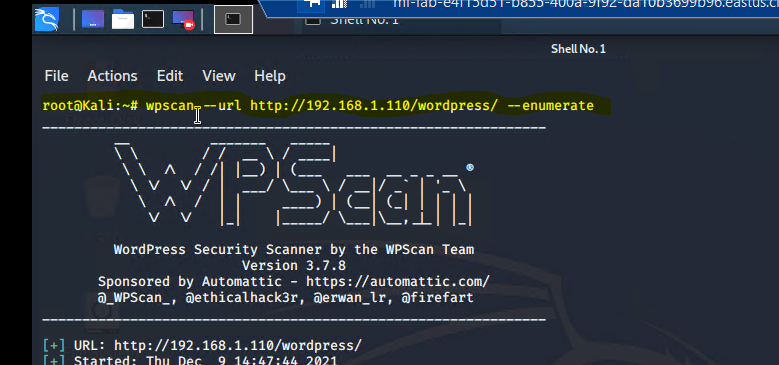 Shell No. 1
mi-lab-e4f15d51-b855-400a-9f92-da10b3699b96.eastus.cl
Shell No.1
File Actions Edit View Help
root@Kali:~# wpscan --url http://192.168.1.110/wordpress/ --enumerate
WPScan ®
WordPress Security Scanner by the WPScan Team
Version 3.7.8
Sponsored by Automattic - https://automattic.com/
@_WPScan_, @ethicalhack3r, @erwan_lr, @firefart
[+] URL: http://192.168.1.110/wordpress/
[+] Started: Thu Dec 9 14:47:44 2021